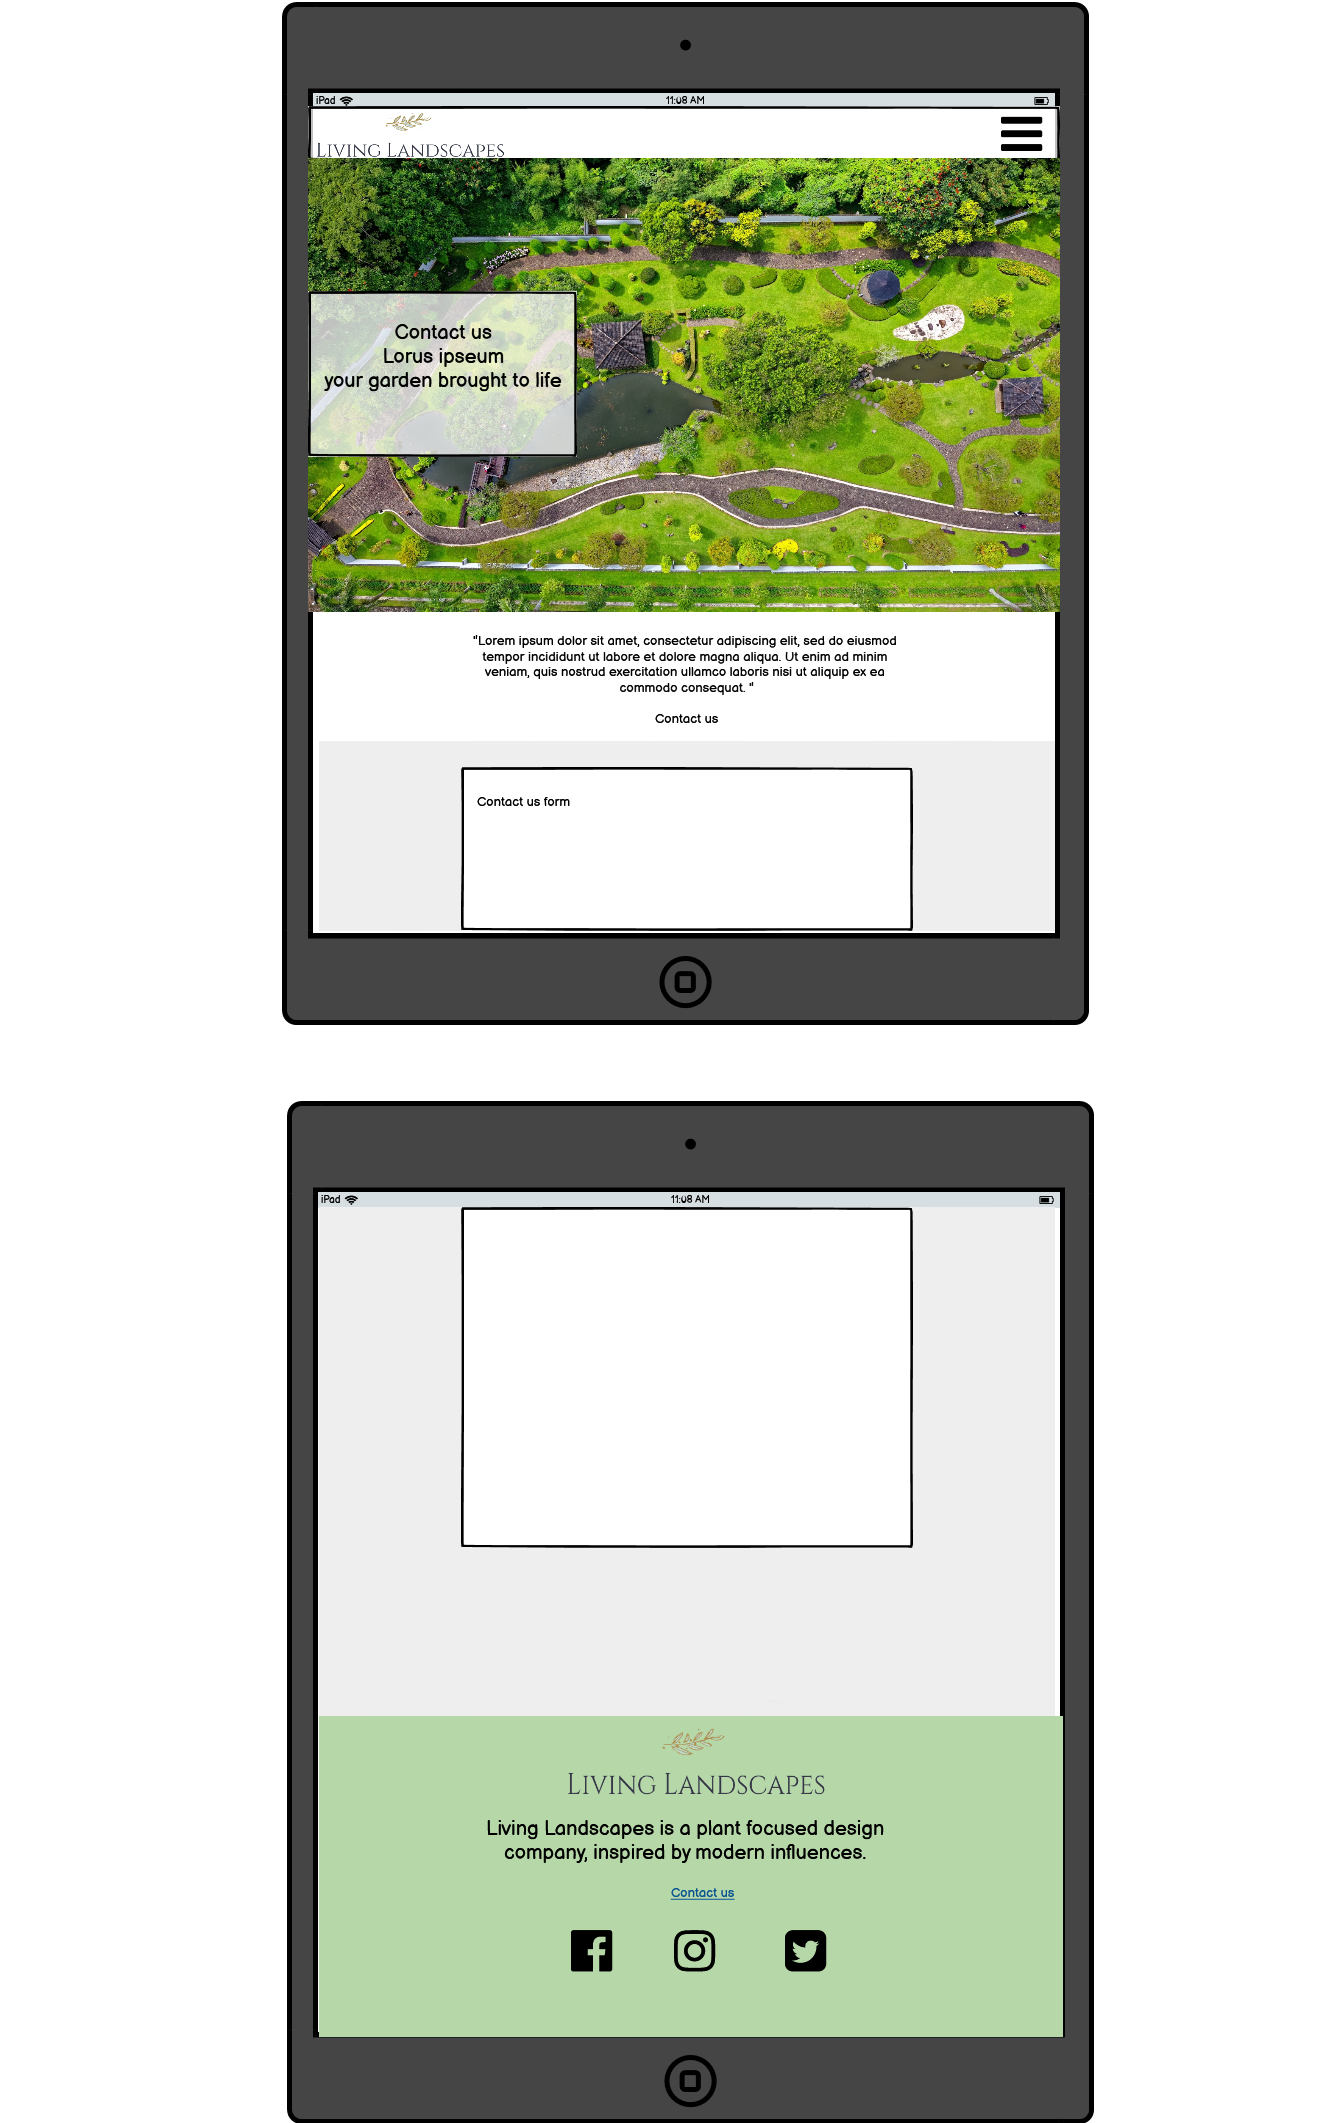 iPad
11:08 AM
LIVING LANDSCAPES
Contact us
Lorus ipseum
your garden brought to life
"Lorem ipsum dolor sit amet, consectetur adipiscing elit, sed do eiusmod
tempor incididunt ut labore et dolore magna aliqua. Ut enim ad minim
veniam, quis nostrud exercitation ullamco laboris nisi ut aliquip ex ea
commodo consequat. "
Contact us
Contact us form
iPad
11:08 AM
LIVING LANDSCAPES
Living Landscapes is a plant focused design
company, inspired by modern influences.
Contact us